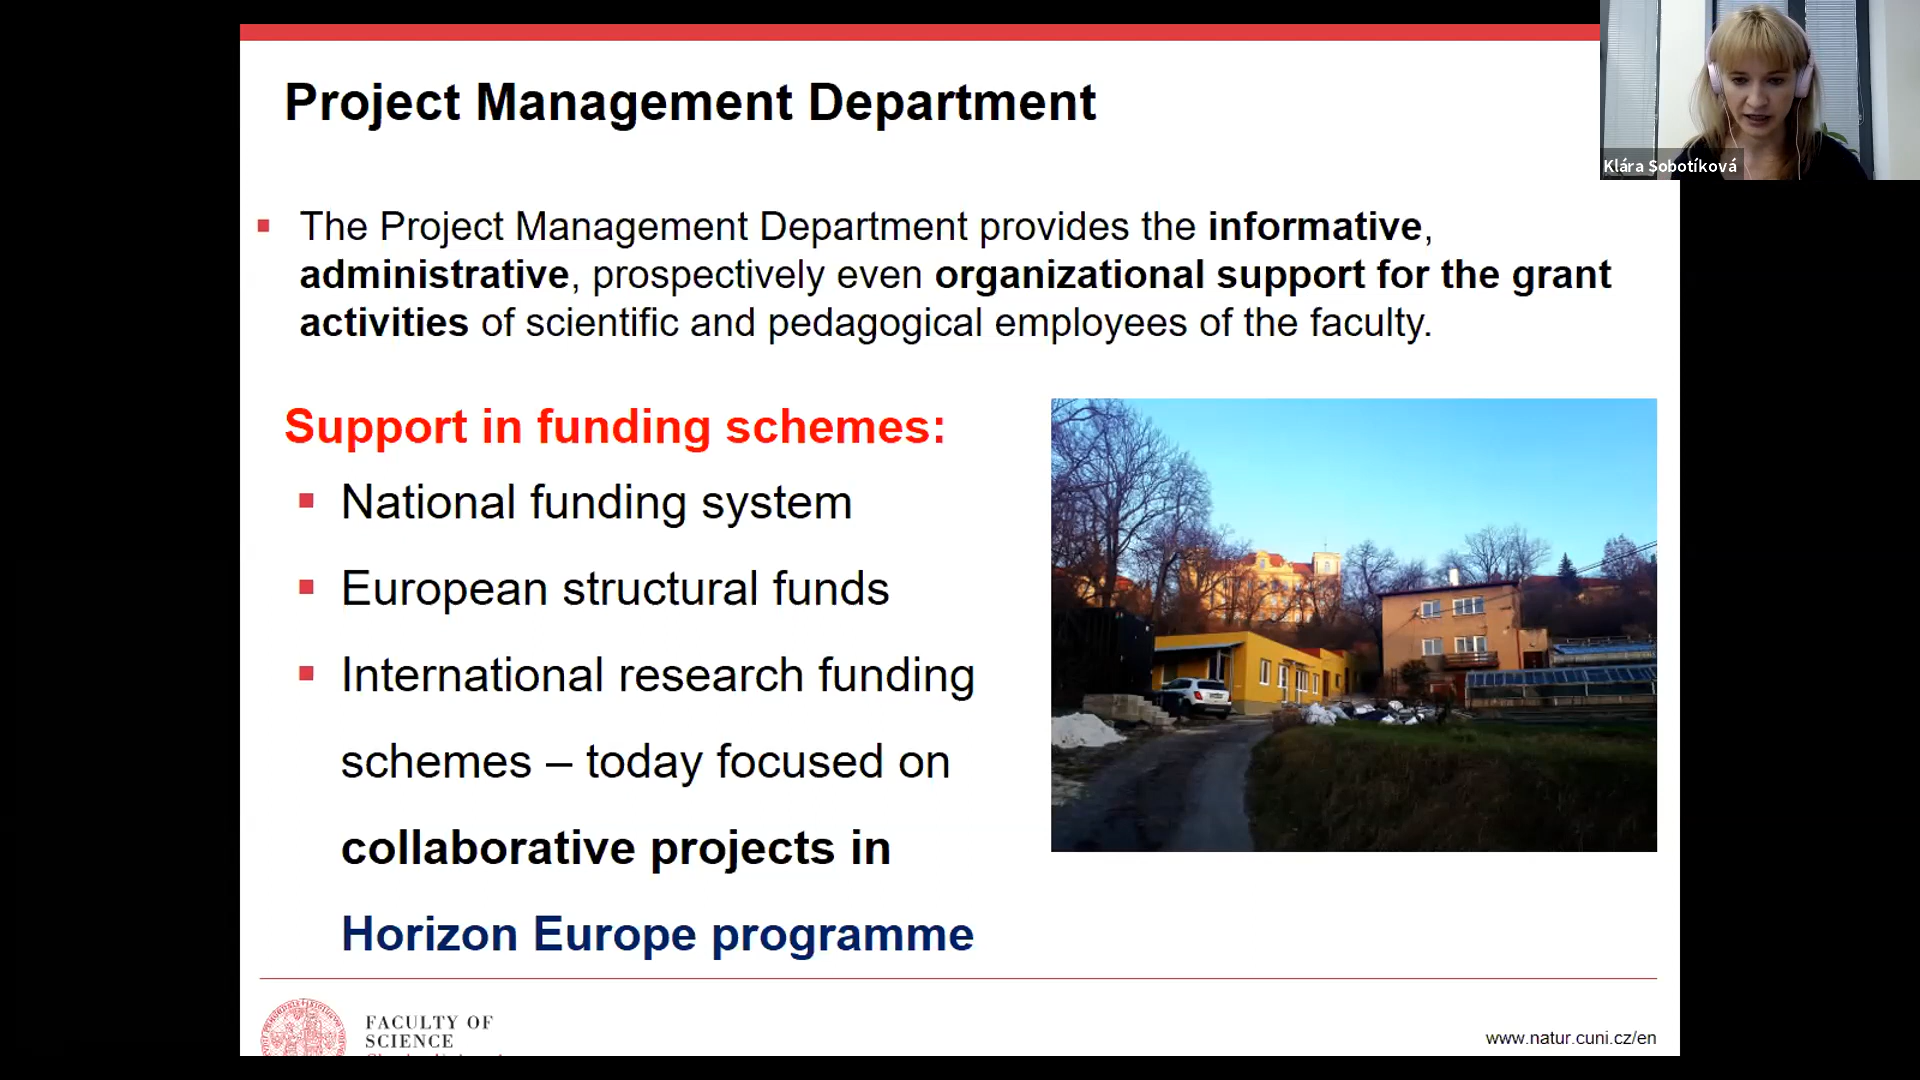 Project Management Department
Klára Sobotíková
The Project Management Department provides the informative,
administrative, prospectively even organizational support for the grant
activities of scientific and pedagogical employees of the faculty.
Support in funding schemes:
National funding system
European structural funds
International research funding
schemes – today focused on
collaborative projects in
Horizon Europe programme
FACULTY OF
SCIENCE
www.natur.cuni.cz/en